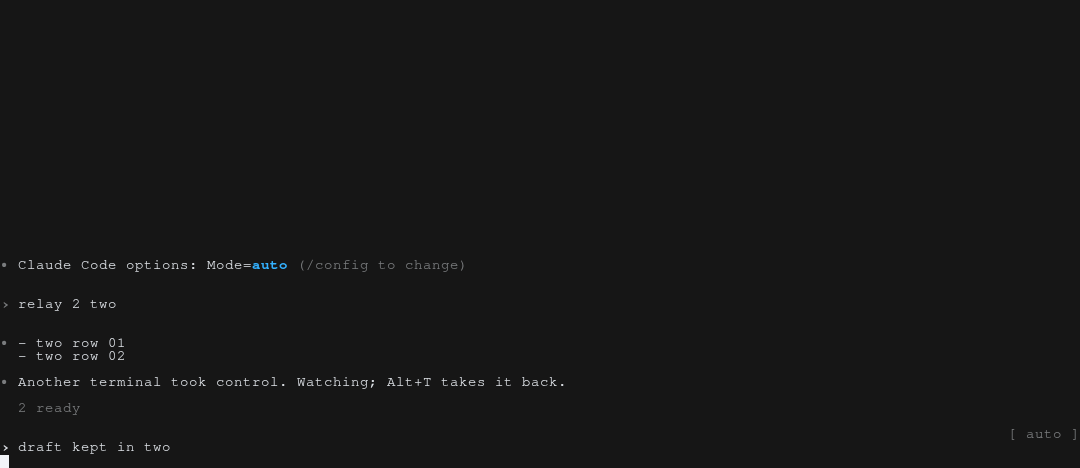 • Claude Code options: Mode=auto (/config to change)
› relay 2 two
• - two row 01
- two row 02
• Another terminal took control. Watching; Alt+T takes it back.
2 ready
[ auto ]
› draft kept in two